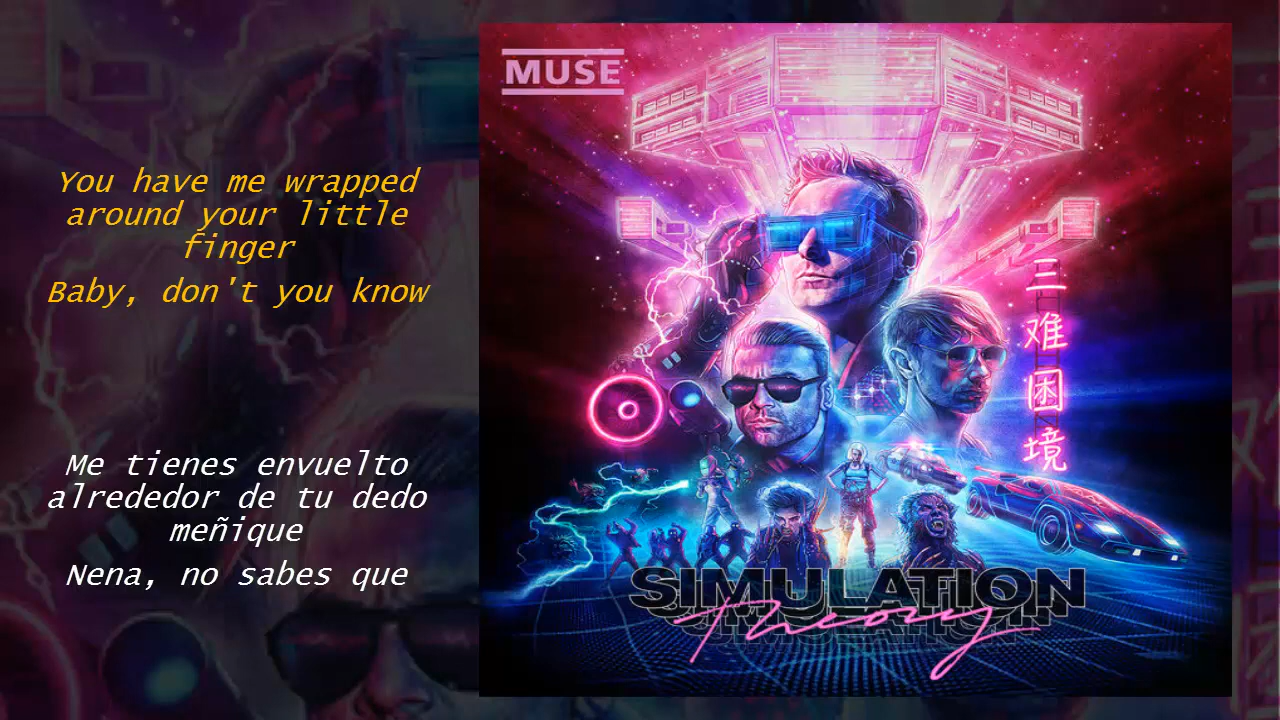 You have me wrapped
around your little
finger
Baby, don't you know
Me tienes envuelto
alrededor de tu dedo
meñique
Nena, no sabes que
MUSE
三
难
困
境
SIMULATION
Theory